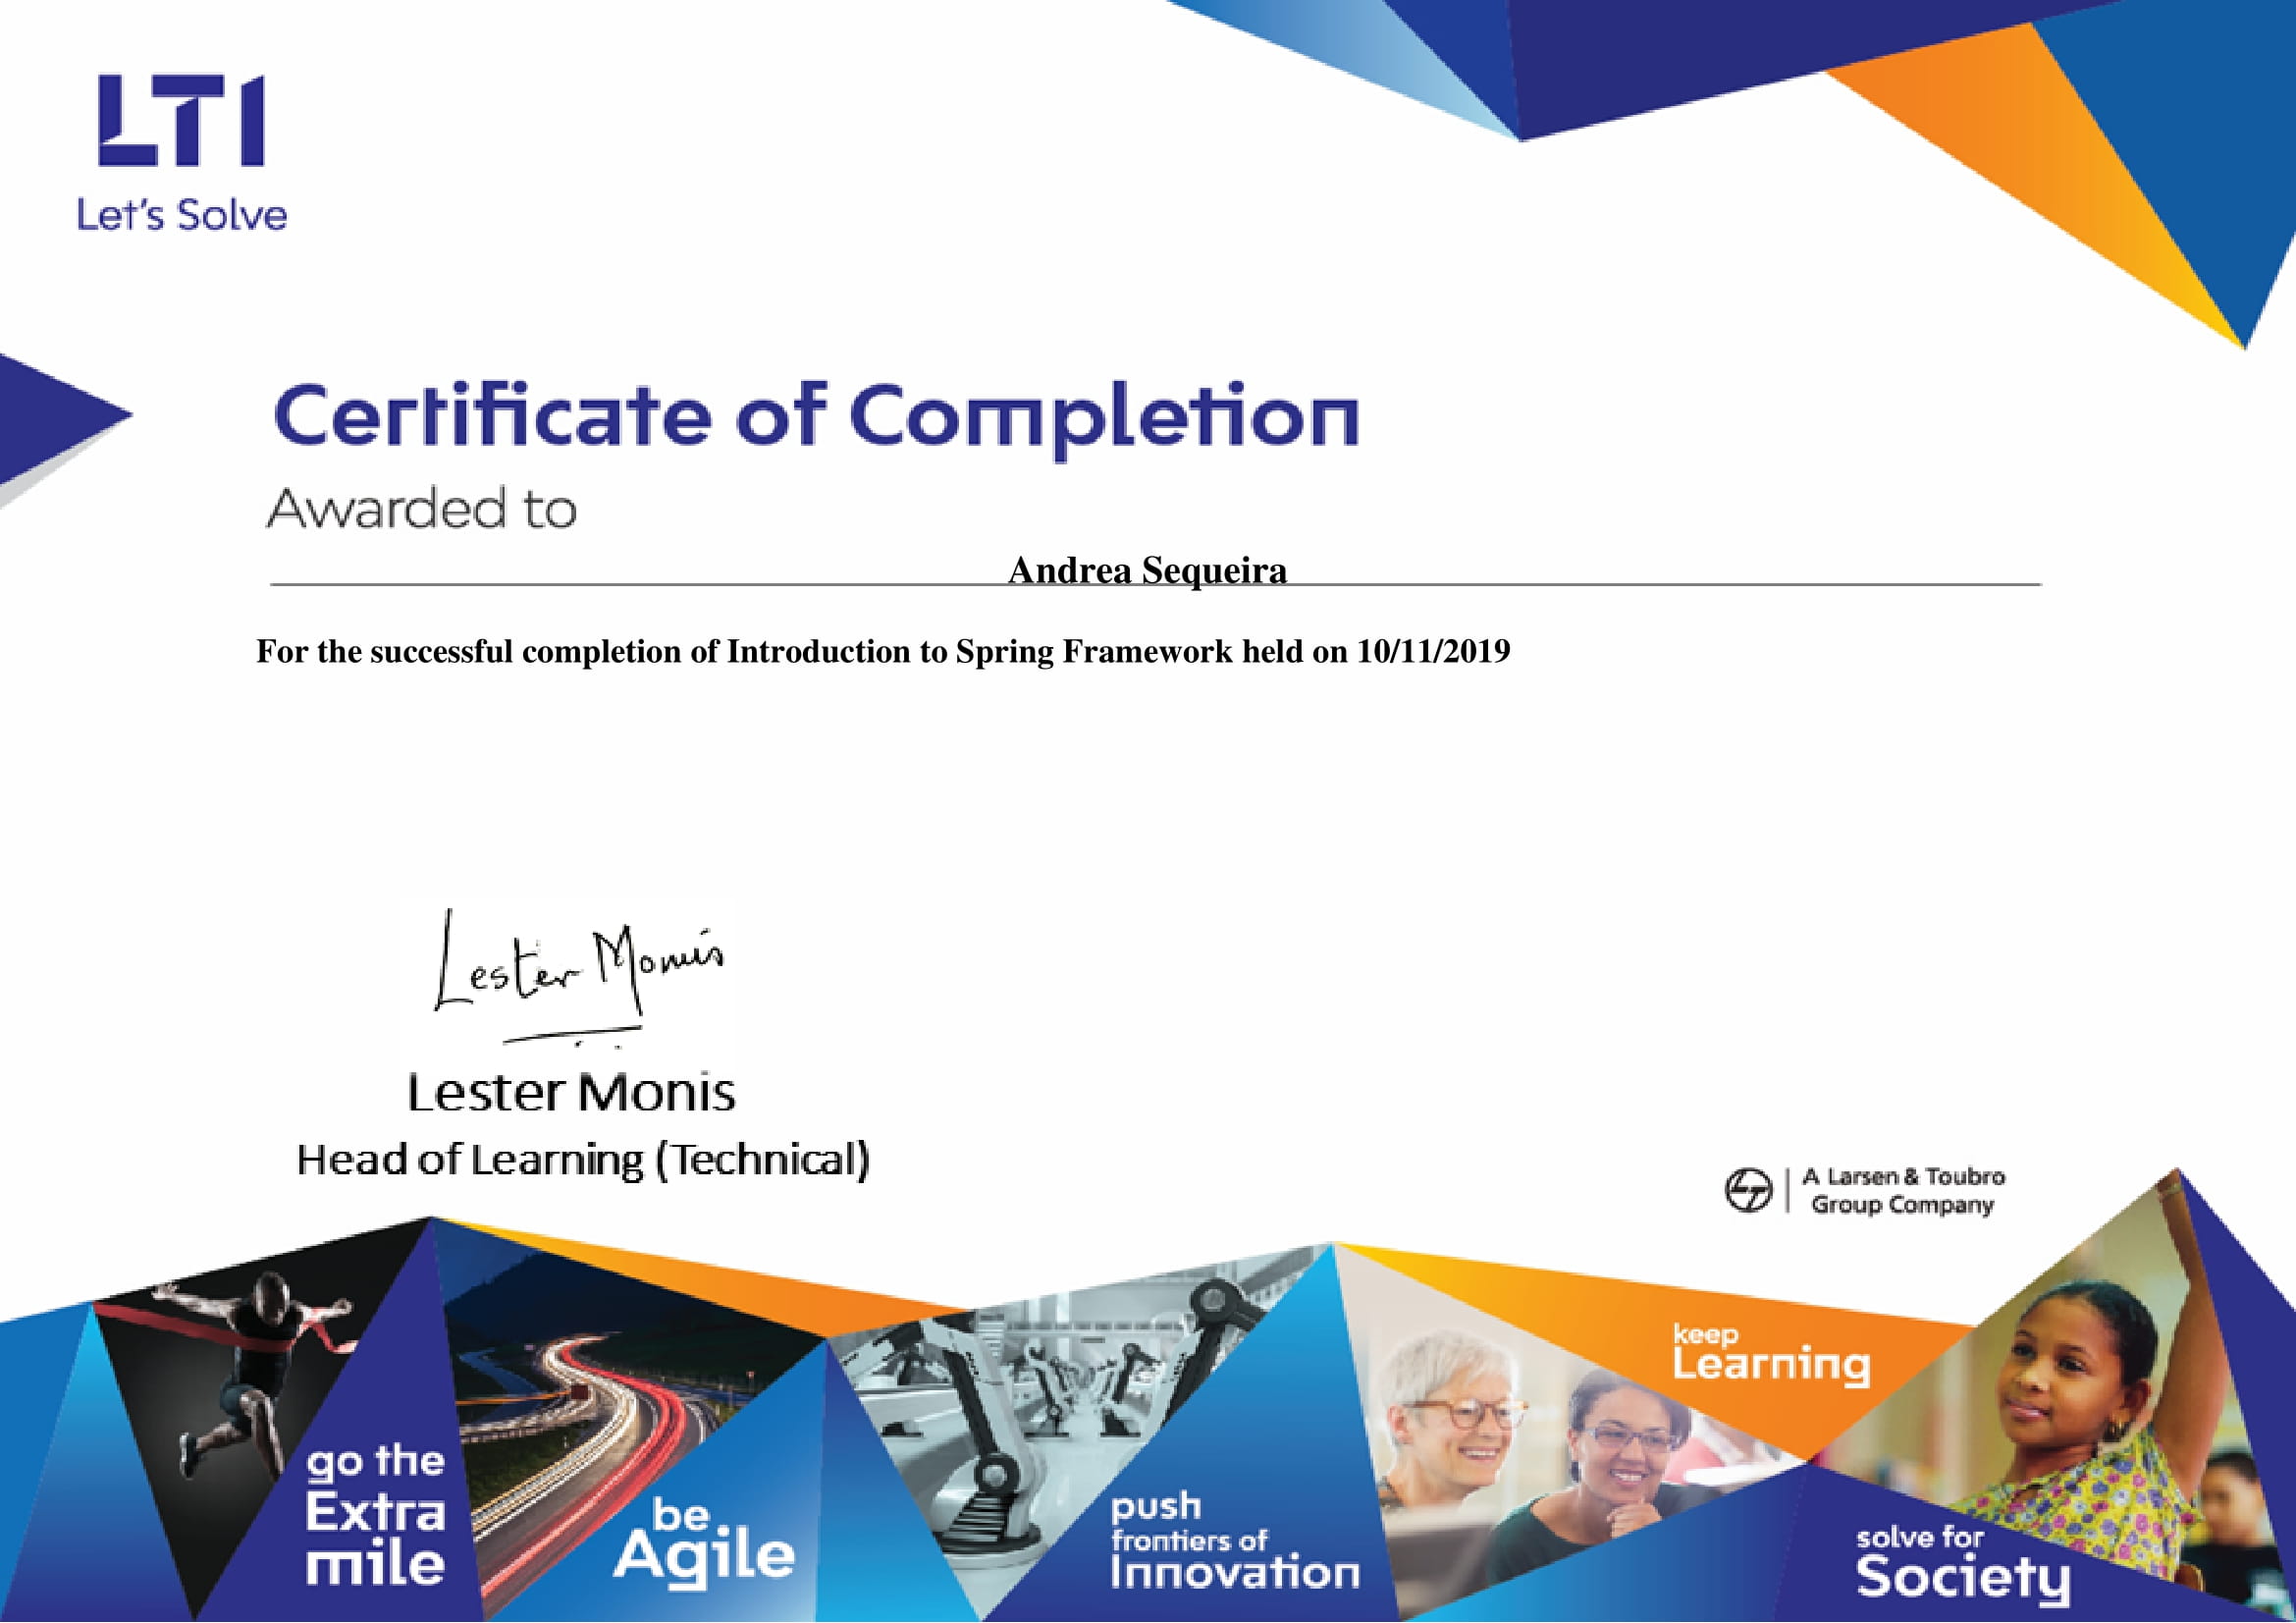 LTI
Let's Solve
Certificate of Completion
Awarded to
Andrea Sequeira
For the successful completion of Introduction to Spring Framework held on 10/11/2019
Lester Monis
Lester Monis
Head of Learning (Technical)
A Larsen & Toubro
Group Company
go the
Extra
mile
be
Agile
push
frontiers of
Innovation
keep
Learning
solve for
Society